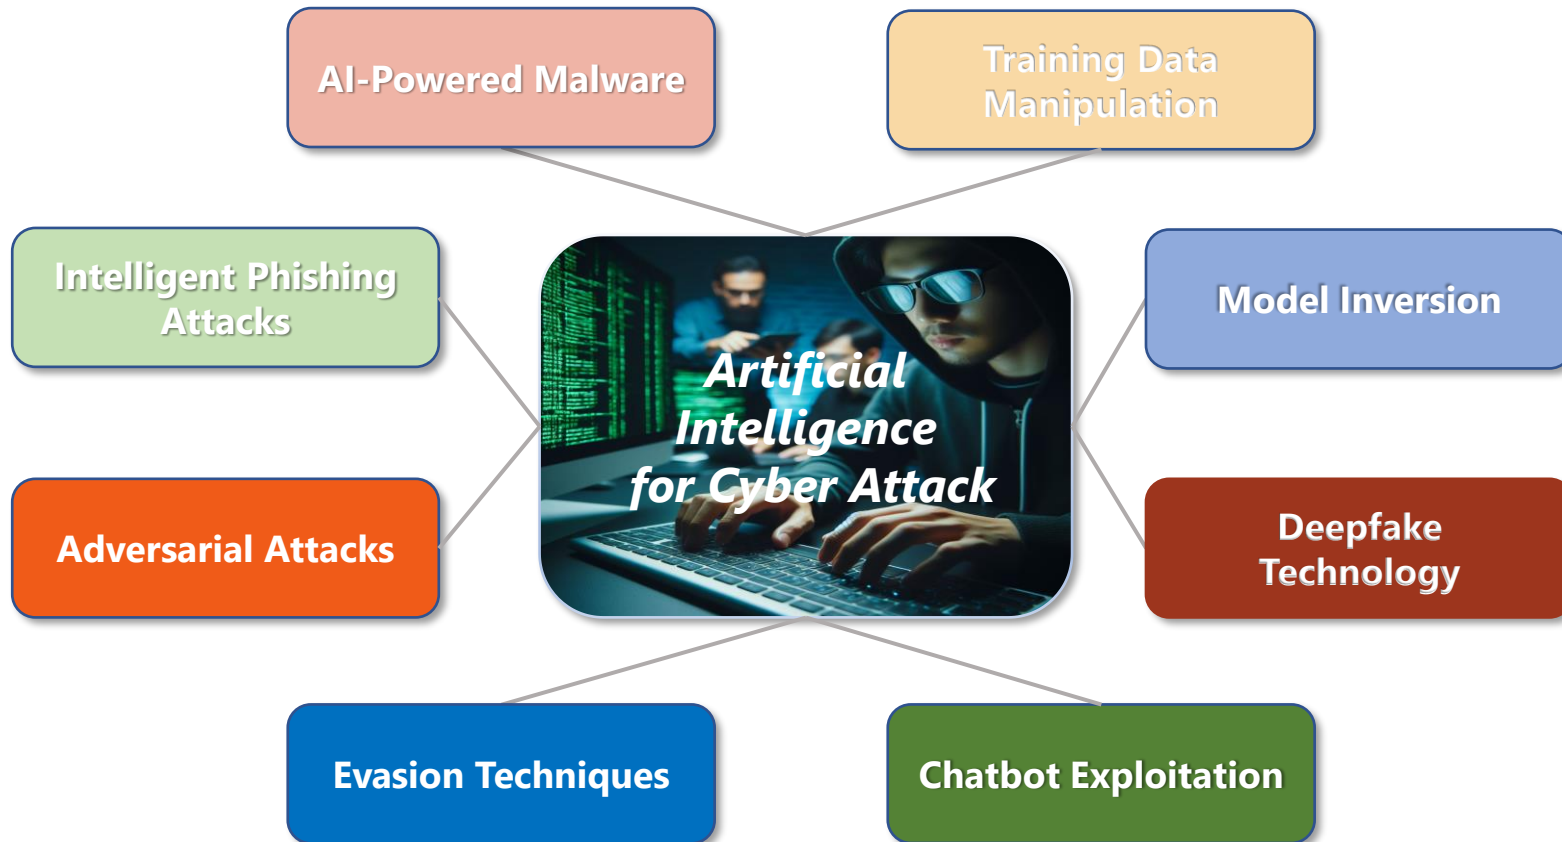 AI-Powered Malware
Training Data
Manipulation
Intelligent Phishing
Attacks
Model Inversion
Artificial
Intelligence
for Cyber Attack
Adversarial Attacks
Deepfake
Technology
Evasion Techniques
Chatbot Exploitation